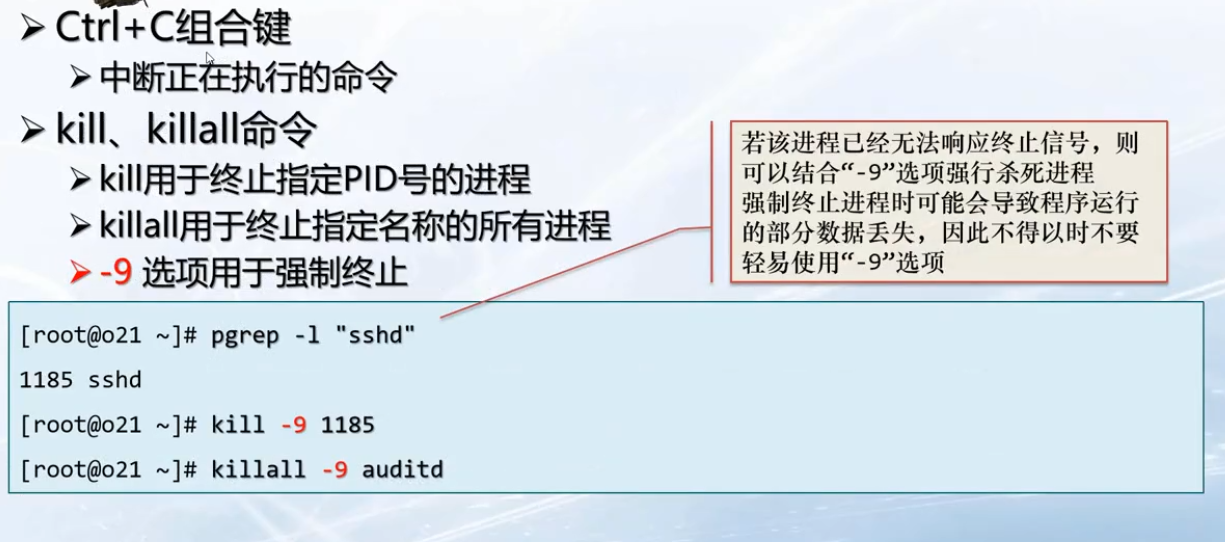 Ctrl+C组合键
中断正在执行的命令
kill、killall命令
kill用于终止指定PID号的进程
killall用于终止指定名称的所有进程
-9 选项用于强制终止
若该进程已经无法响应终止信号，则
可以结合“-9”选项强行杀死进程
强制终止进程时可能会导致程序运行
的部分数据丢失，因此不得以时不要
轻易使用“-9”选项
[root@o21 ~]# pgrep -l "sshd"
1185 sshd
[root@o21 ~]# kill -9 1185
[root@o21 ~]# killall -9 auditd